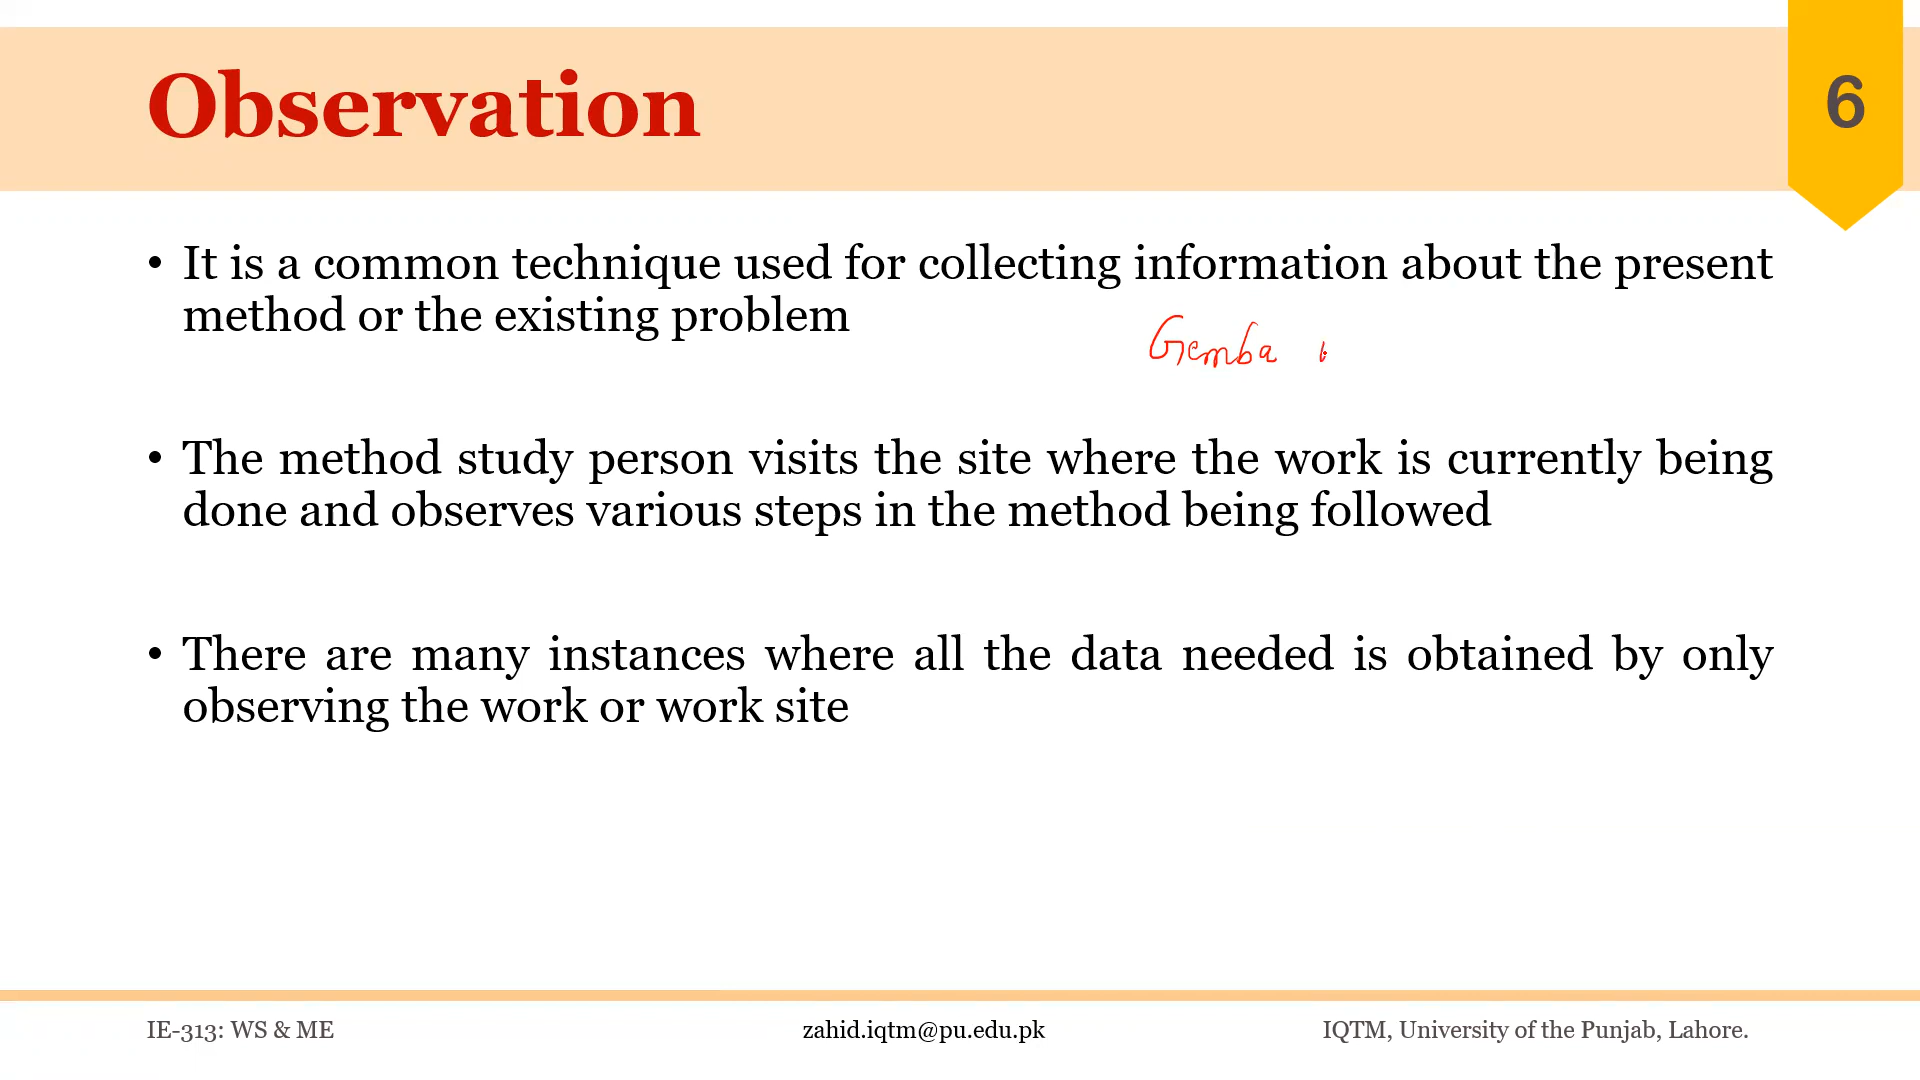 Observation
6
• It is a common technique used for collecting information about the present
method or the existing problem
Gemba
• The method study person visits the site where the work is currently being
done and observes various steps in the method being followed
• There are many instances where all the data needed is obtained by only
observing the work or work site
IE-313: WS & ME
zahid.iqtm@pu.edu.pk
IQTM, University of the Punjab, Lahore.